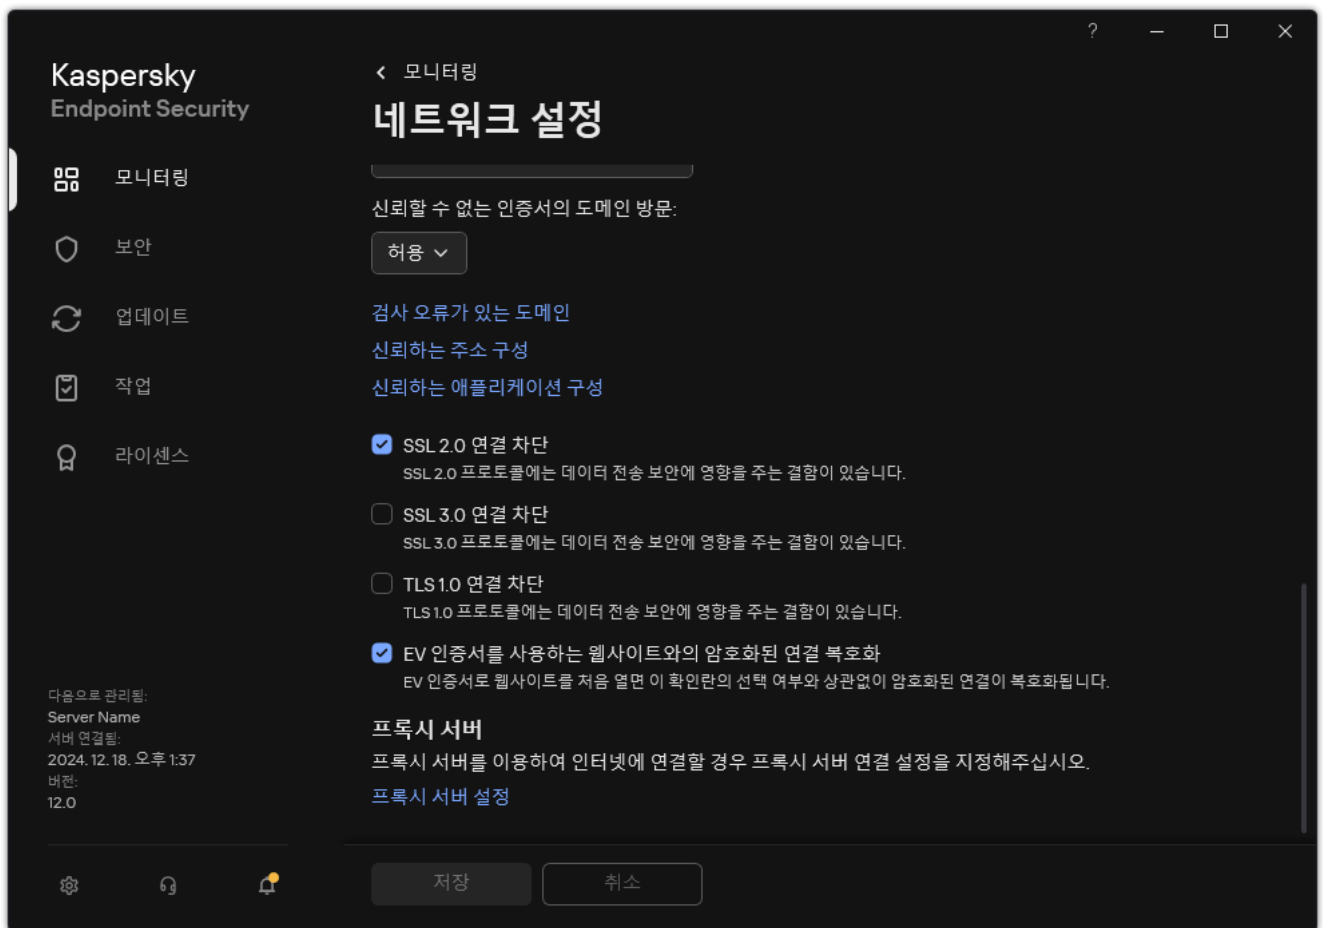 ?
Kaspersky
Endpoint Security
모니터링
보안
업데이트
작업
라이센스
다음으로 관리됨:
Server Name
서버 연결됨:
2024. 12. 18. 오후 1:37
버전:
12.0
모니터링
네트워크 설정
신뢰할 수 없는 인증서의 도메인 방문:
허용
검사 오류가 있는 도메인
신뢰하는 주소 구성
신뢰하는 애플리케이션 구성
SSL 2.0 연결 차단
SSL 2.0 프로토콜에는 데이터 전송 보안에 영향을 주는 결함이 있습니다.
SSL 3.0 연결 차단
SSL 3.0 프로토콜에는 데이터 전송 보안에 영향을 주는 결함이 있습니다.
TLS 1.0 연결 차단
TLS 1.0 프로토콜에는 데이터 전송 보안에 영향을 주는 결함이 있습니다.
EV 인증서를 사용하는 웹사이트와의 암호화된 연결 복호화
EV 인증서로 웹사이트를 처음 열면 이 확인란의 선택 여부와 상관없이 암호화된 연결이 복호화됩니다.
프록시 서버
프록시 서버를 이용하여 인터넷에 연결할 경우 프록시 서버 연결 설정을 지정해주십시오.
프록시 서버 설정
저장
취소